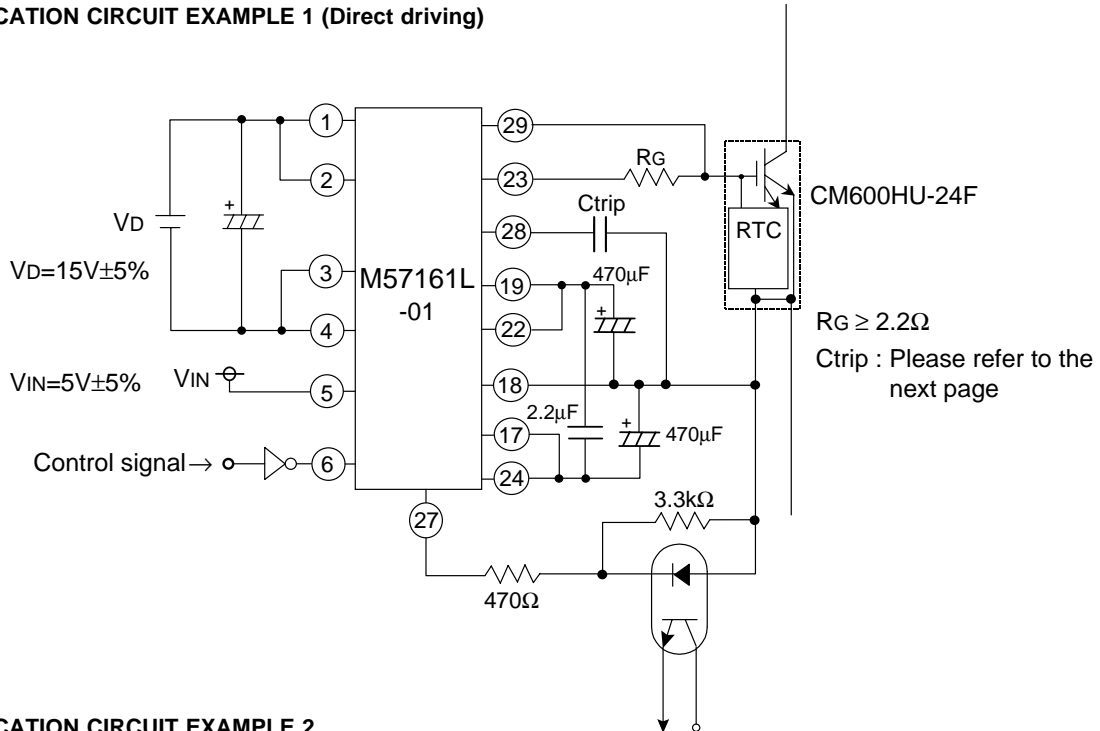 CATION CIRCUIT EXAMPLE 1 (Direct driving)
1
29
RG
2
23
CM600HU-24F
Ctrip
VD
+
28
RTC
VD=15V±5%
3
M57161L
-01
19
470µF
+
4
22
RG ≥ 2.2Ω
Ctrip : Please refer to the
next page
VIN=5V±5%
VIN
5
18
2.2µF
17
+
470µF
Control signal→
6
24
3.3kΩ
27
470Ω
CATION CIRCUIT EXAMPLE 2